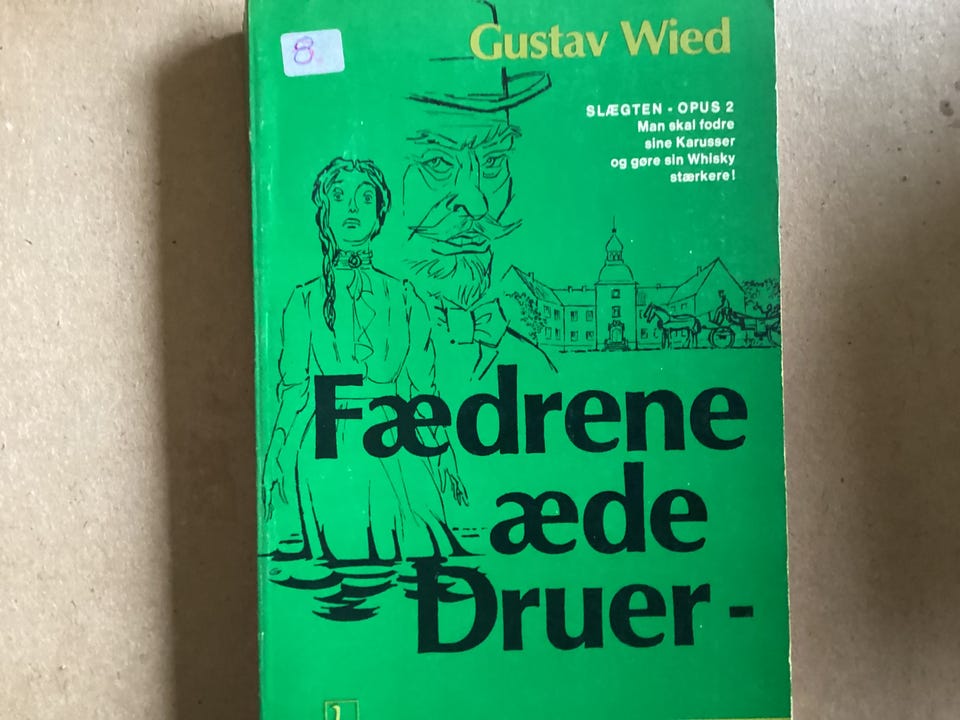 8.
Gustav Wied
SLÆGTEN - OPUS 2
Man skal fodre
sine Karusser
og gøre sin Whisky
stærkere!
Fædrene
æde
Druer -